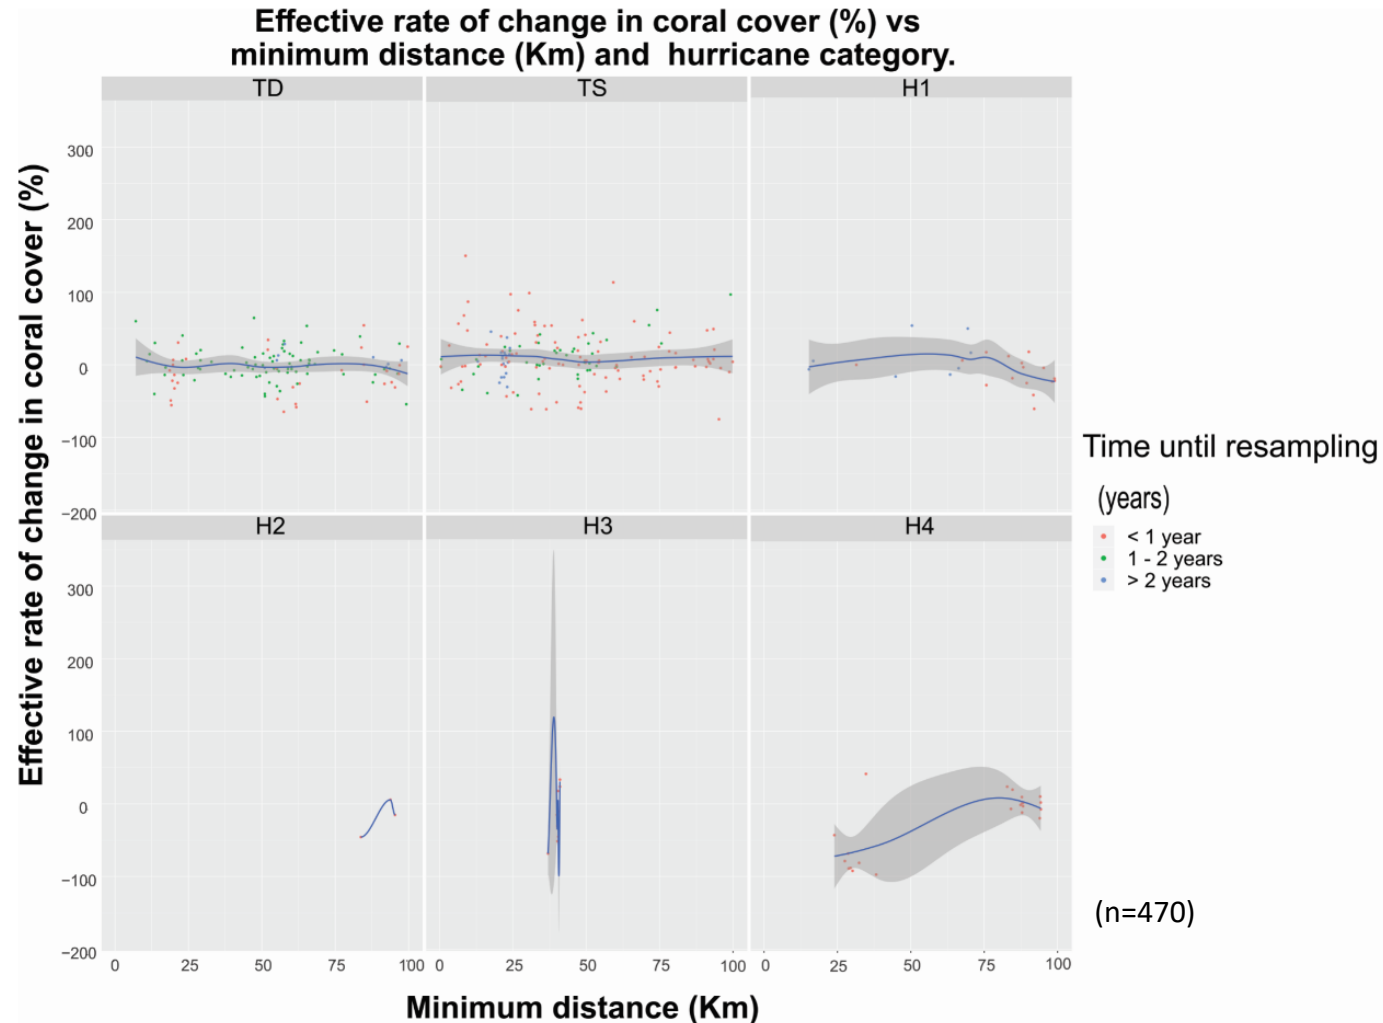 Effective rate of change in coral cover (%) vs
minimum distance (Km) and hurricane category.
TD
TS
H1
Effective rate of change in coral cover (%)
300
200
100
0
−100
−200
H2
H3
H4
300
200
100
0
−100
−200
0 25 50 75 100
0 25 50 75 100
0 25 50 75 100
Minimum distance (Km)
Time until resampling
(years)
< 1 year
1 - 2 years
> 2 years
(n=470)